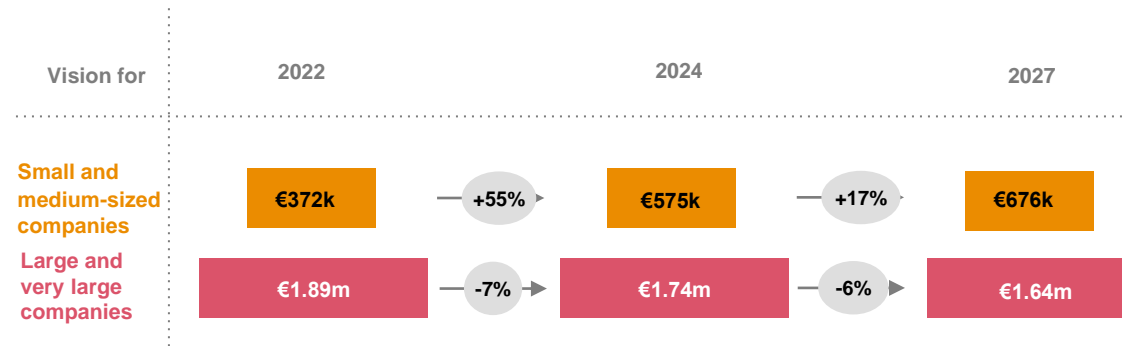 Vision for 2022 2024 2027
Small and
medium-sized
companies
€372k +55% €575k +17% €676k
Large and
very large
companies
€1.89m -7% €1.74m -6% €1.64m